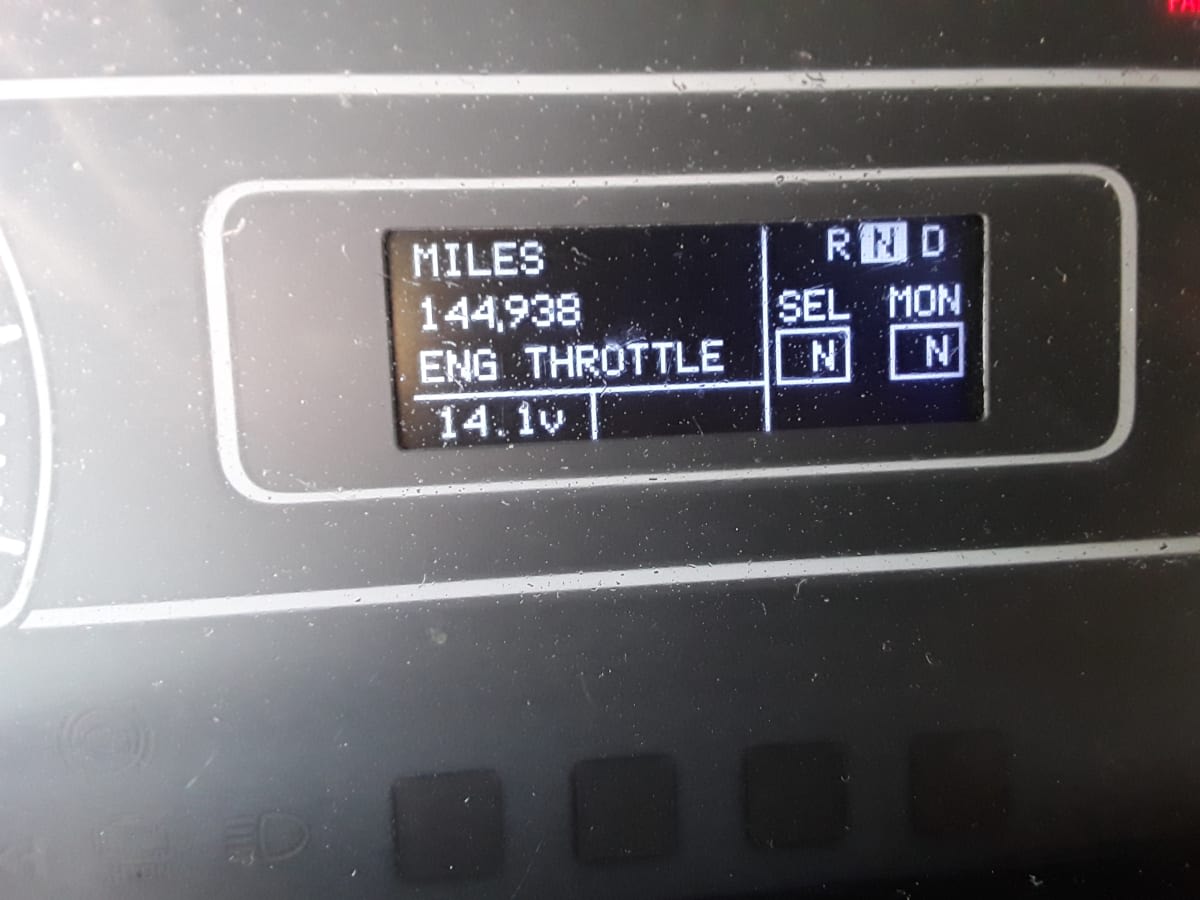 MILES
144,938
ENG THROTTLE
14.1v
R N D
SEL MON
N N